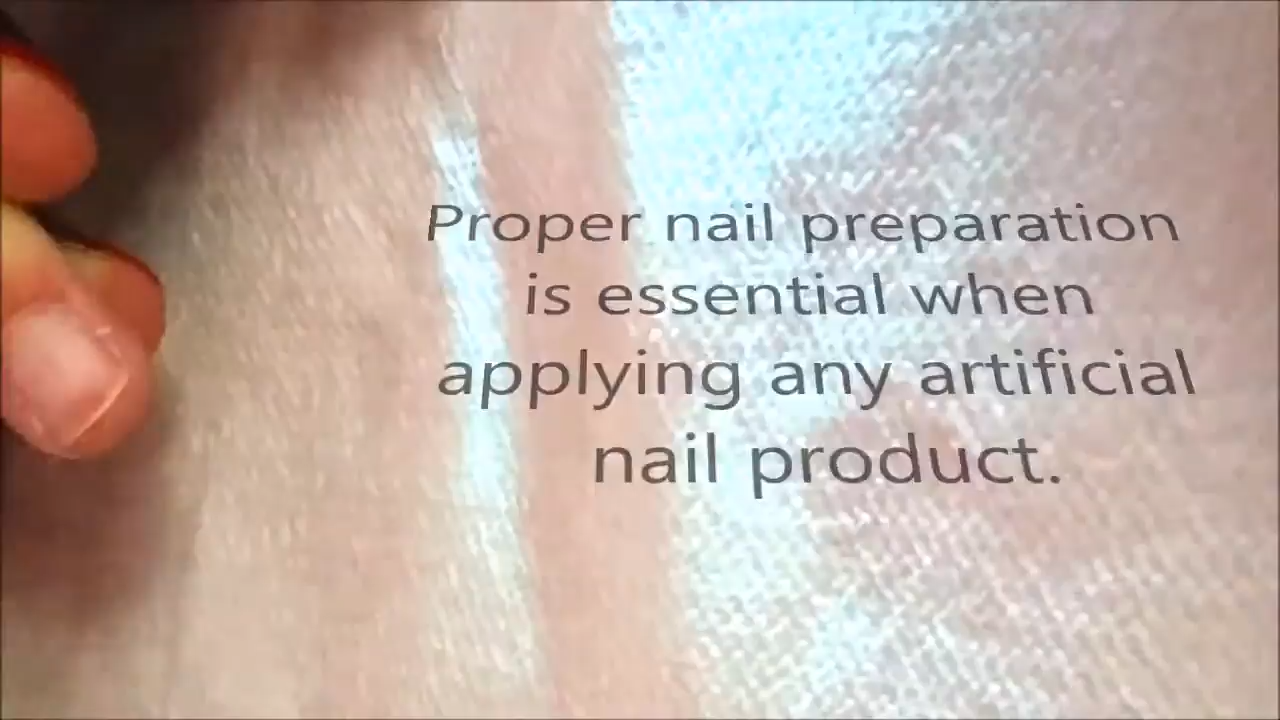 Proper nail preparation
is essential when
applying any artificial
nail product.